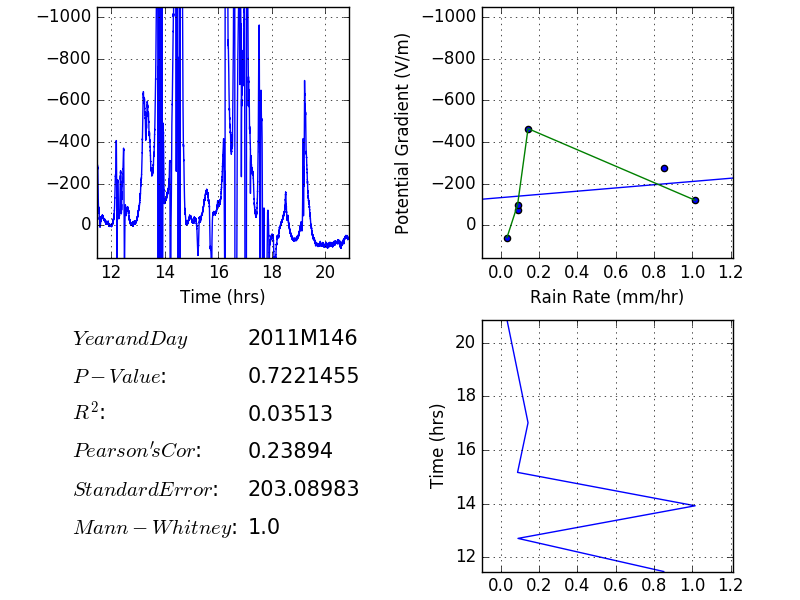 −1000
−800
−600
−400
−200
0
12 14 16 18 20
Time (hrs)
Potential Gradient (V/m)
−1000
−800
−600
−400
−200
0
0.0 0.2 0.4 0.6 0.8 1.0 1.2
Rain Rate (mm/hr)
YearandDay 2011M146
P−Value: 0.7221455
R²: 0.03513
Pearson'sCor: 0.23894
StandardError: 203.08983
Mann−Whitney: 1.0
Time (hrs)
20
18
16
14
12
0.0 0.2 0.4 0.6 0.8 1.0 1.2